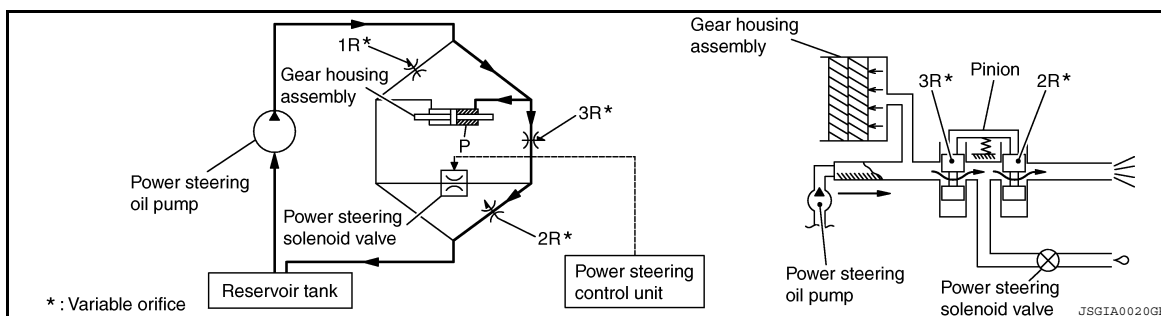 1R*
Gear housing
assembly
Power steering
oil pump
3R*
P
Power steering
solenoid valve
2R*
Reservoir tank
Power steering
control unit
* : Variable orifice
Gear housing
assembly
Pinion
3R*
2R*
Power steering
oil pump
Power steering
solenoid valve